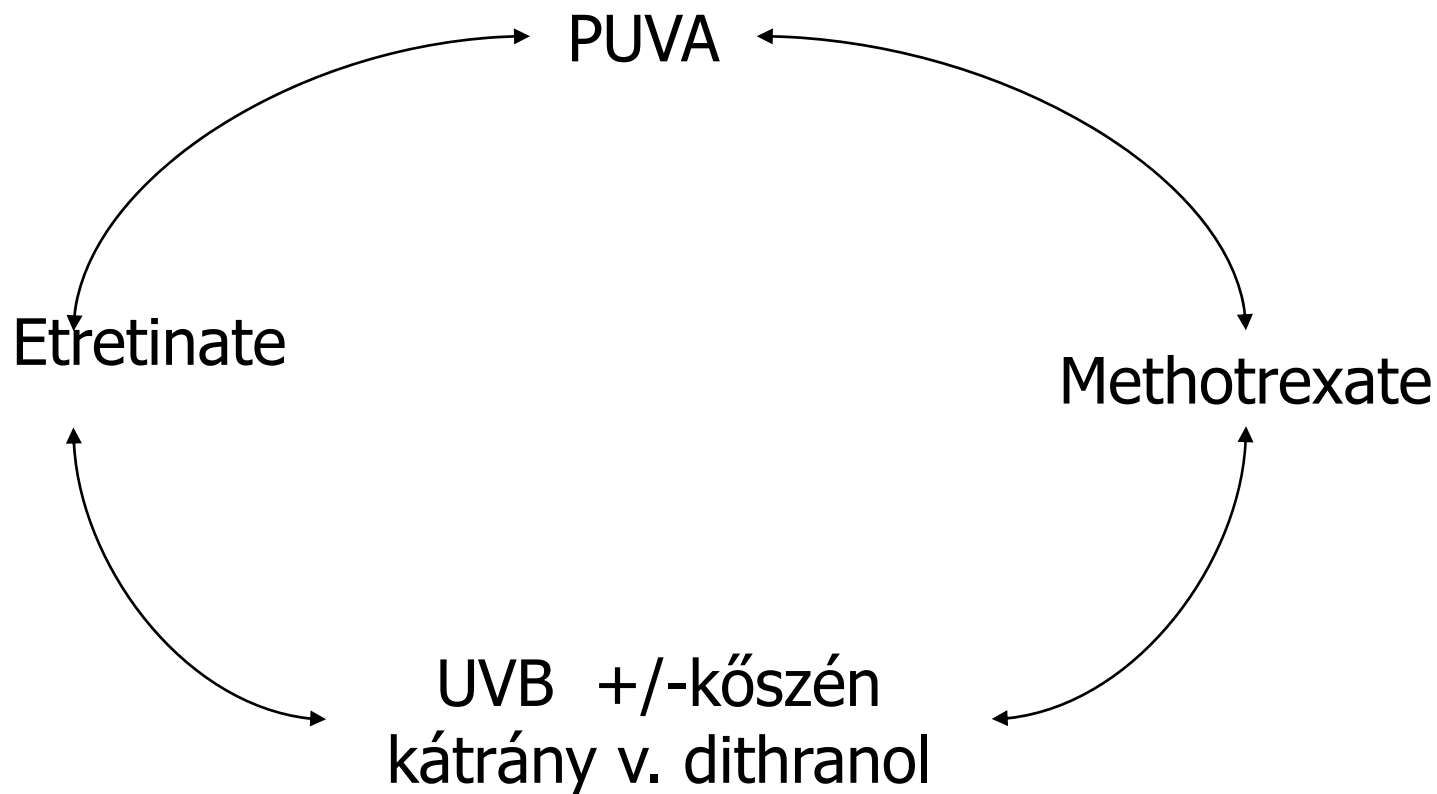 PUVA
Etretinate
Methotrexate
UVB +/-kőszén
kátrány v. dithranol